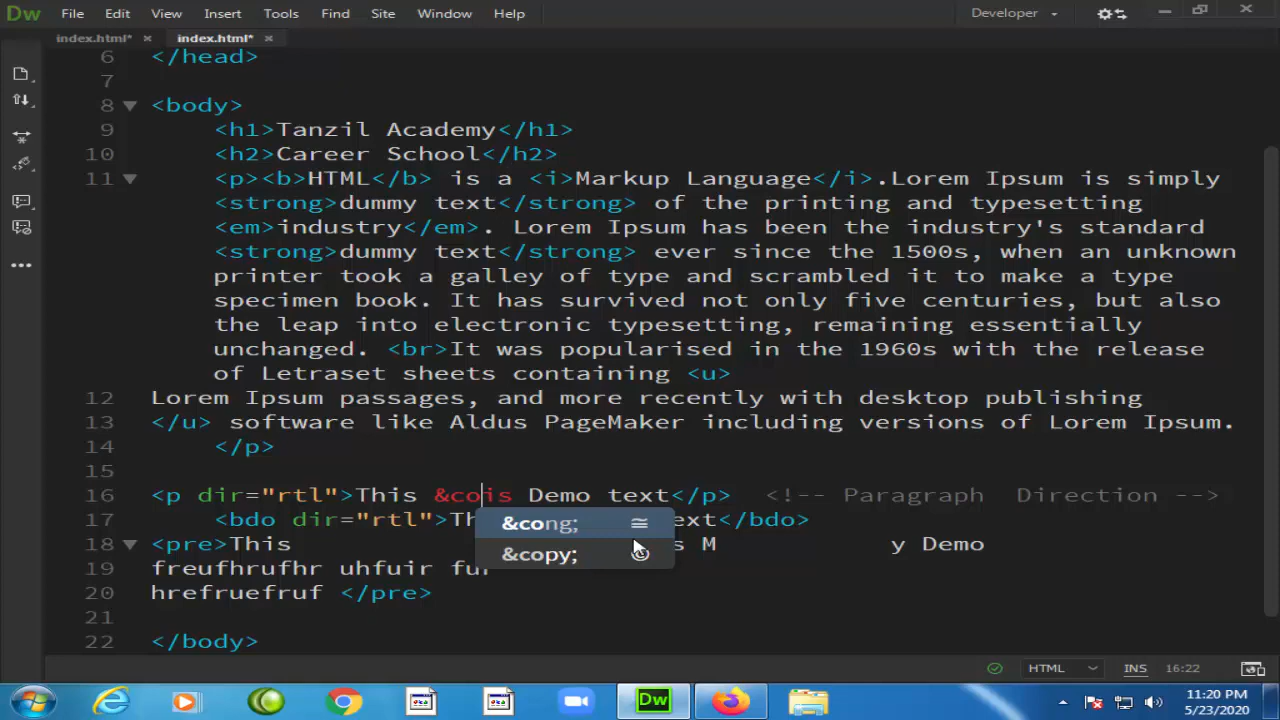 Dw File Edit View Insert Tools Find Site Window Help Developer
index.html* index.html*
6 </head>
7
8 <body>
9 <h1>Tanzil Academy</h1>
10 <h2>Career School</h2>
11 <p><b>HTML</b> is a <i>Markup Language</i>.Lorem Ipsum is simply
<strong>dummy text</strong> of the printing and typesetting
<em>industry</em>. Lorem Ipsum has been the industry's standard
<strong>dummy text</strong> ever since the 1500s, when an unknown
printer took a galley of type and scrambled it to make a type
specimen book. It has survived not only five centuries, but also
the leap into electronic typesetting, remaining essentially
unchanged. <br>It was popularised in the 1960s with the release
of Letraset sheets containing <u>
12 Lorem Ipsum passages, and more recently with desktop publishing
13 </u> software like Aldus PageMaker including versions of Lorem Ipsum.
14 </p>
15
16 <p dir="rtl">This &cois Demo text</p> <!-- Paragraph Direction -->
17 <bdo dir="rtl">Th ext</bdo>
&cong; ≅
18 <pre>This s M y Demo
&copy; ©
19 freufhrufhr uhfuir fur
20 hrefruefruf </pre>
21
22 </body>
HTML INS 16:22
Dw 11:20 PM
5/23/2020